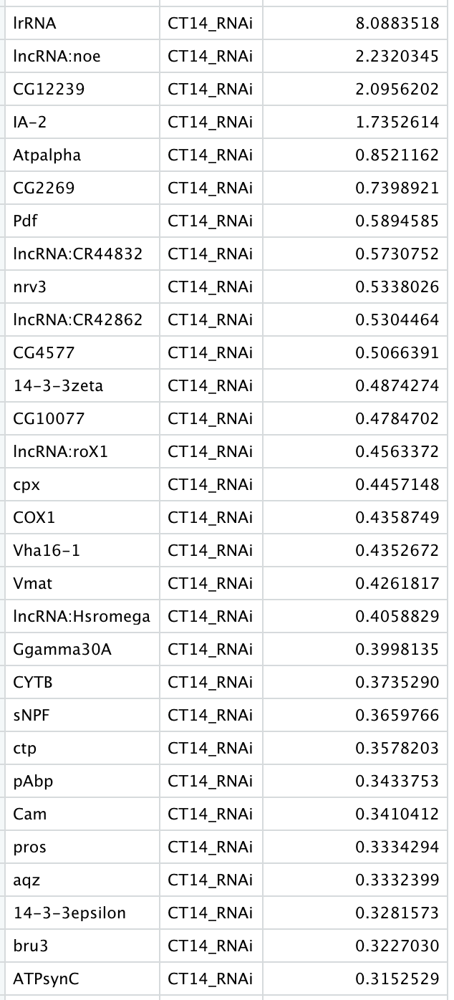 lrRNA CT14_RNAi 8.0883518
lncRNA:noe CT14_RNAi 2.2320345
CG12239 CT14_RNAi 2.0956202
IA-2 CT14_RNAi 1.7352614
Atpalpha CT14_RNAi 0.8521162
CG2269 CT14_RNAi 0.7398921
Pdf CT14_RNAi 0.5894585
lncRNA:CR44832 CT14_RNAi 0.5730752
nrv3 CT14_RNAi 0.5338026
lncRNA:CR42862 CT14_RNAi 0.5304464
CG4577 CT14_RNAi 0.5066391
14-3-3zeta CT14_RNAi 0.4874274
CG10077 CT14_RNAi 0.4784702
lncRNA:roX1 CT14_RNAi 0.4563372
cpx CT14_RNAi 0.4457148
COX1 CT14_RNAi 0.4358749
Vha16-1 CT14_RNAi 0.4352672
Vmat CT14_RNAi 0.4261817
lncRNA:Hsromega CT14_RNAi 0.4058829
Ggamma30A CT14_RNAi 0.3998135
CYTB CT14_RNAi 0.3735290
sNPF CT14_RNAi 0.3659766
ctp CT14_RNAi 0.3578203
pAbp CT14_RNAi 0.3433753
Cam CT14_RNAi 0.3410412
pros CT14_RNAi 0.3334294
aqz CT14_RNAi 0.3332399
14-3-3epsilon CT14_RNAi 0.3281573
bru3 CT14_RNAi 0.3227030
ATPsynC CT14_RNAi 0.3152529